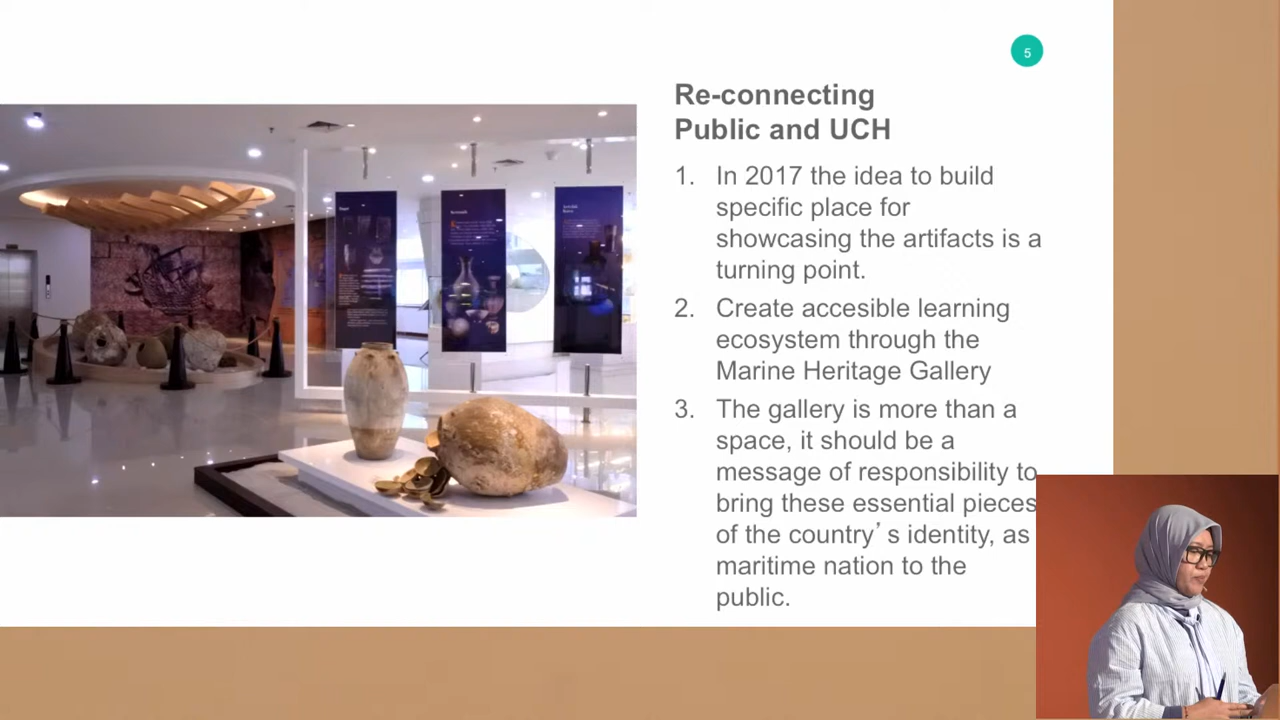 5
Re-connecting
Public and UCH
1. In 2017 the idea to build
specific place for
showcasing the artifacts is a
turning point.
2. Create accesible learning
ecosystem through the
Marine Heritage Gallery
3. The gallery is more than a
space, it should be a
message of responsibility to
bring these essential pieces
of the country’s identity, as
maritime nation to the
public.